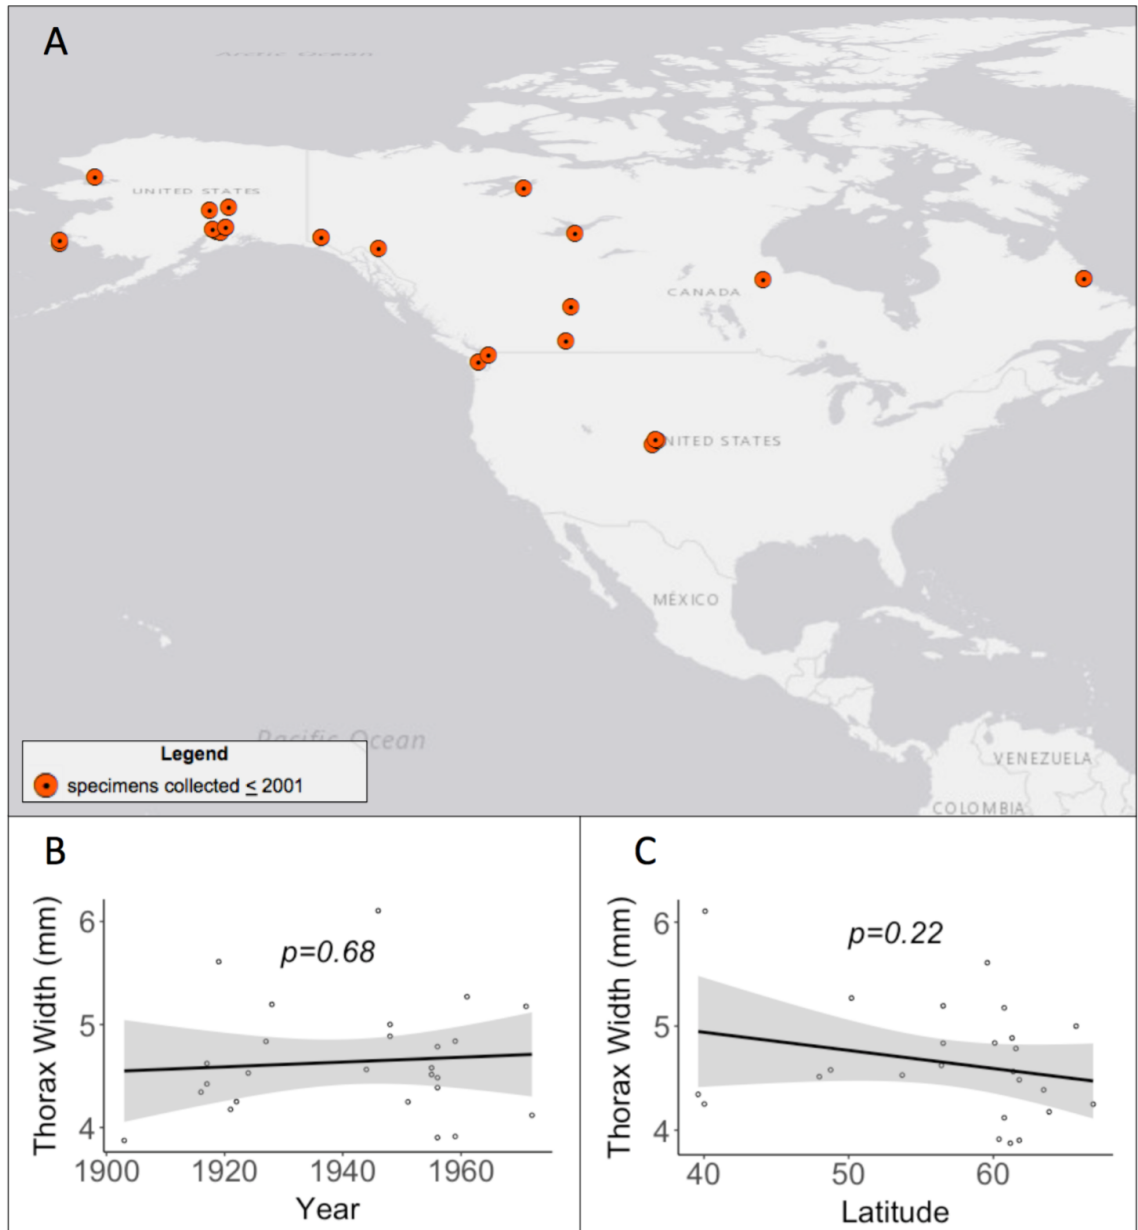 A
Arctic Ocean
UNITED STATES
CANADA
NITED STATES
MÉXICO
Pacific Ocean
VENEZUELA
COLOMBIA
Legend
specimens collected ≤ 2001
B
p=0.68
Thorax Width (mm)
6
5
4
1900 1920 1940 1960
Year
C
p=0.22
Thorax Width (mm)
6
5
4
40 50 60
Latitude